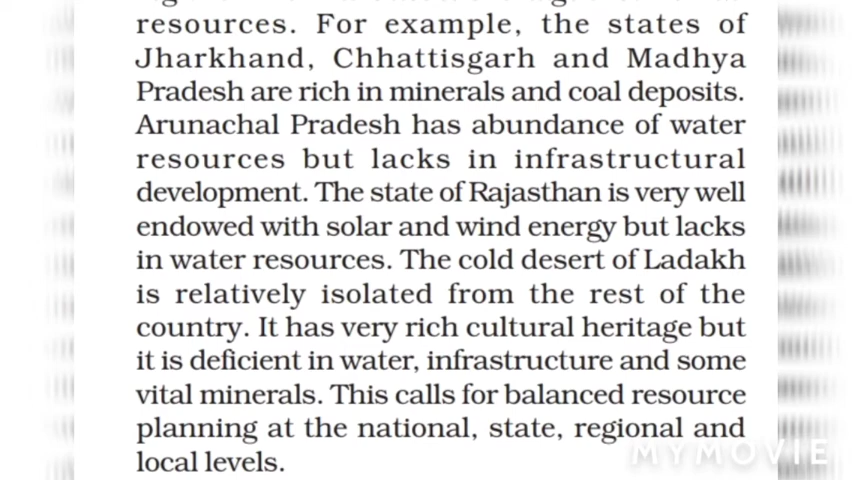 resources. For example, the states of
Jharkhand, Chhattisgarh and Madhya
Pradesh are rich in minerals and coal deposits.
Arunachal Pradesh has abundance of water
resources but lacks in infrastructural
development. The state of Rajasthan is very well
endowed with solar and wind energy but lacks
in water resources. The cold desert of Ladakh
is relatively isolated from the rest of the
country. It has very rich cultural heritage but
it is deficient in water, infrastructure and some
vital minerals. This calls for balanced resource
planning at the national, state, regional and
local levels.
MYMOVIE